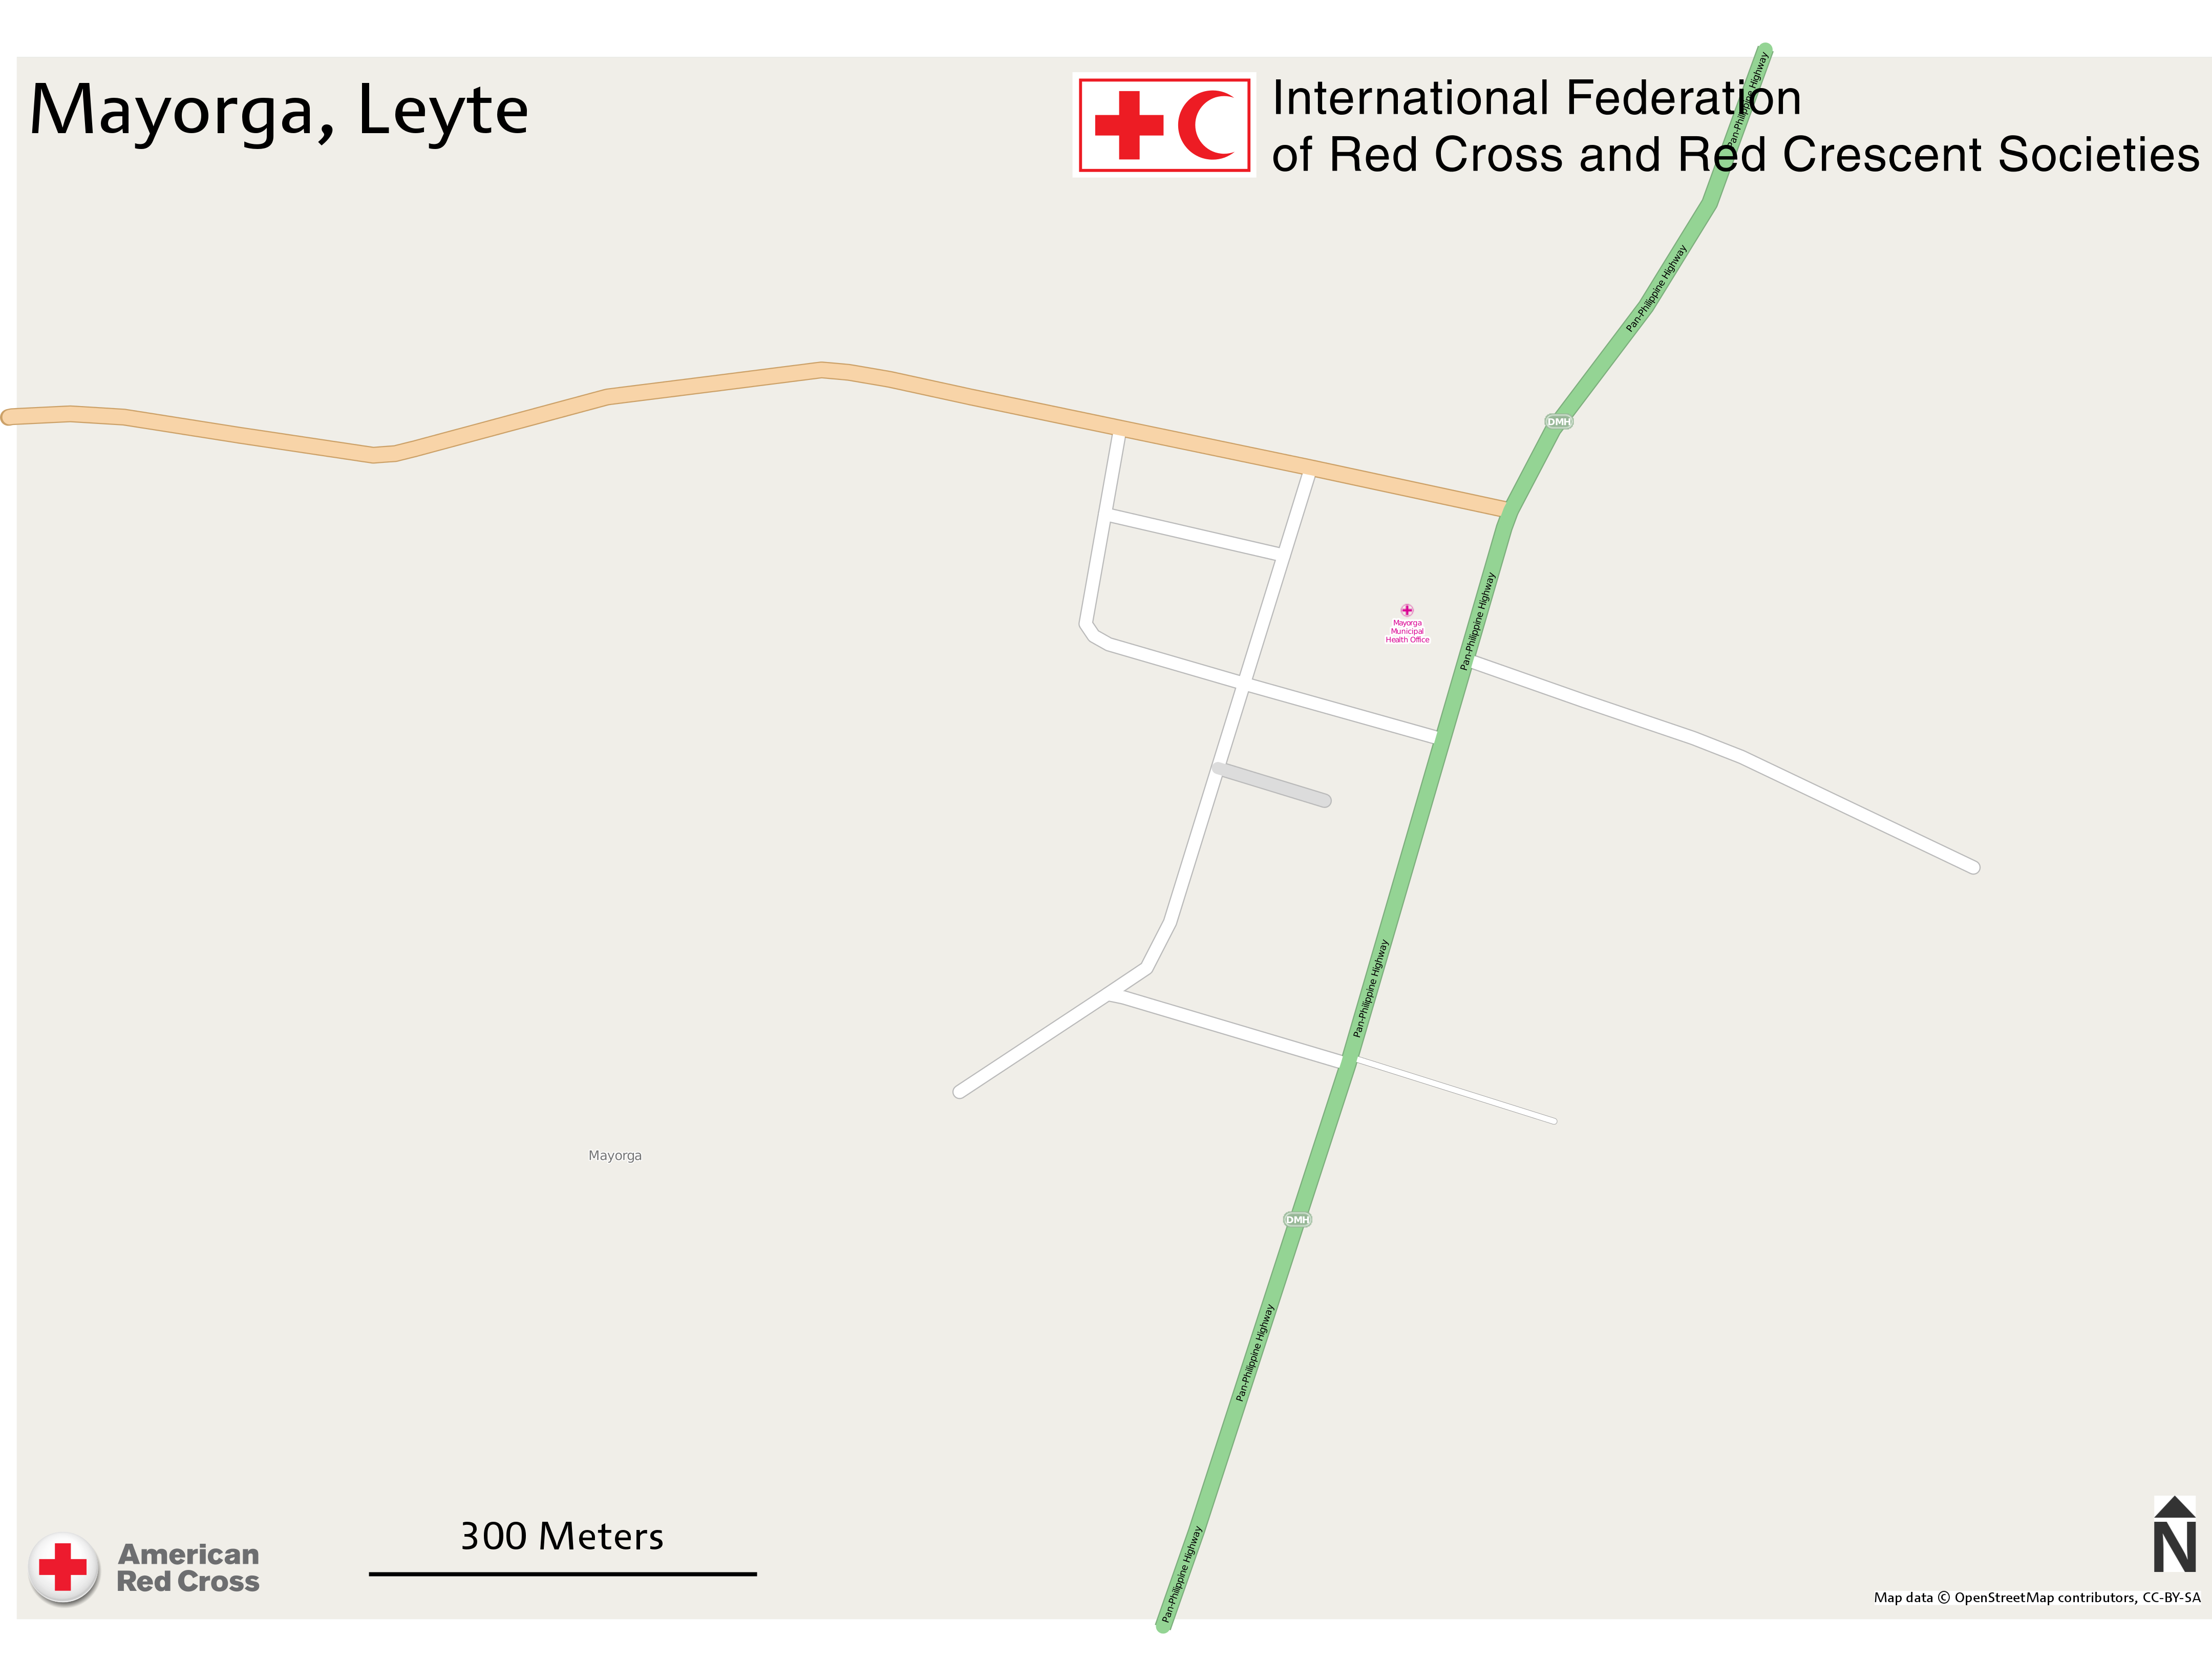 Mayorga, Leyte
International Federation
of Red Cross and Red Crescent Societies
Pan-Philippine Highway
Pan-Philippine Highway
DMH
Pan-Philippine Highway
Mayorga
Municipal
Health Office
Pan-Philippine Highway
Mayorga
DMH
Pan-Philippine Highway
Pan-Philippine Highway
300 Meters
American
Red Cross
N
Map data © OpenStreetMap contributors, CC-BY-SA